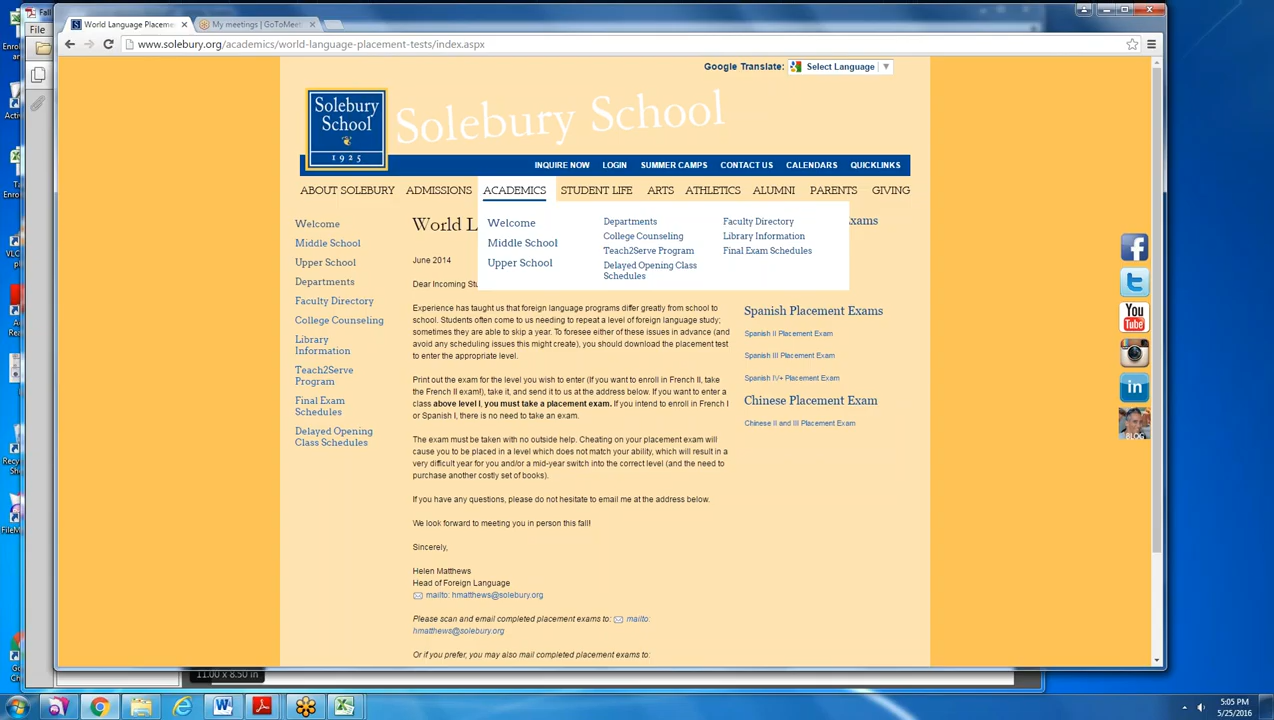 Fall
File
World Language Placeme
My meetings | GoToMeet
www.solebury.org/academics/world-language-placement-tests/index.aspx
Google Translate:
Select Language
Solebury
School
1925
Solebury School
INQUIRE NOW
LOGIN
SUMMER CAMPS
CONTACT US
CALENDARS
QUICKLINKS
ABOUT SOLEBURY
ADMISSIONS
ACADEMICS
STUDENT LIFE
ARTS
ATHLETICS
ALUMNI
PARENTS
GIVING
Welcome
Middle School
Upper School
Departments
College Counseling
Teach2Serve Program
Delayed Opening Class
Schedules
Faculty Directory
Library Information
Final Exam Schedules
Welcome
Middle School
Upper School
Departments
Faculty Directory
College Counseling
Library
Information
Teach2Serve
Program
Final Exam
Schedules
Delayed Opening
Class Schedules
World L
June 2014
Dear Incoming Stu
Experience has taught us that foreign language programs differ greatly from school to
school. Students often come to us needing to repeat a level of foreign language study;
sometimes they are able to skip a year. To foresee either of these issues in advance (and
avoid any scheduling issues this might create), you should download the placement test
to enter the appropriate level.
Print out the exam for the level you wish to enter (If you want to enroll in French II, take
the French II exam!), take it, and send it to us at the address below. If you want to enter a
class above level I, you must take a placement exam. If you intend to enroll in French I
or Spanish I, there is no need to take an exam.
The exam must be taken with no outside help. Cheating on your placement exam will
cause you to be placed in a level which does not match your ability, which will result in a
very difficult year for you and/or a mid-year switch into the correct level (and the need to
purchase another costly set of books).
If you have any questions, please do not hesitate to email me at the address below.
We look forward to meeting you in person this fall!
Sincerely,
Helen Matthews
Head of Foreign Language
mailto: hmatthews@solebury.org
Please scan and email completed placement exams to: mailto:
hmatthews@solebury.org
Or if you prefer, you may also mail completed placement exams to:
xams
Spanish Placement Exams
Spanish II Placement Exam
Spanish III Placement Exam
Spanish IV+ Placement Exam
Chinese Placement Exam
Chinese II and III Placement Exam
You
Tube
in
BLOG
11.00 x 8.50 in
5:05 PM
5/25/2016